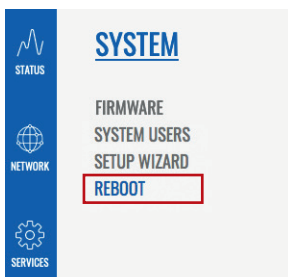 STATUS
NETWORK
SERVICES
SYSTEM
FIRMWARE
SYSTEM USERS
SETUP WIZARD
REBOOT